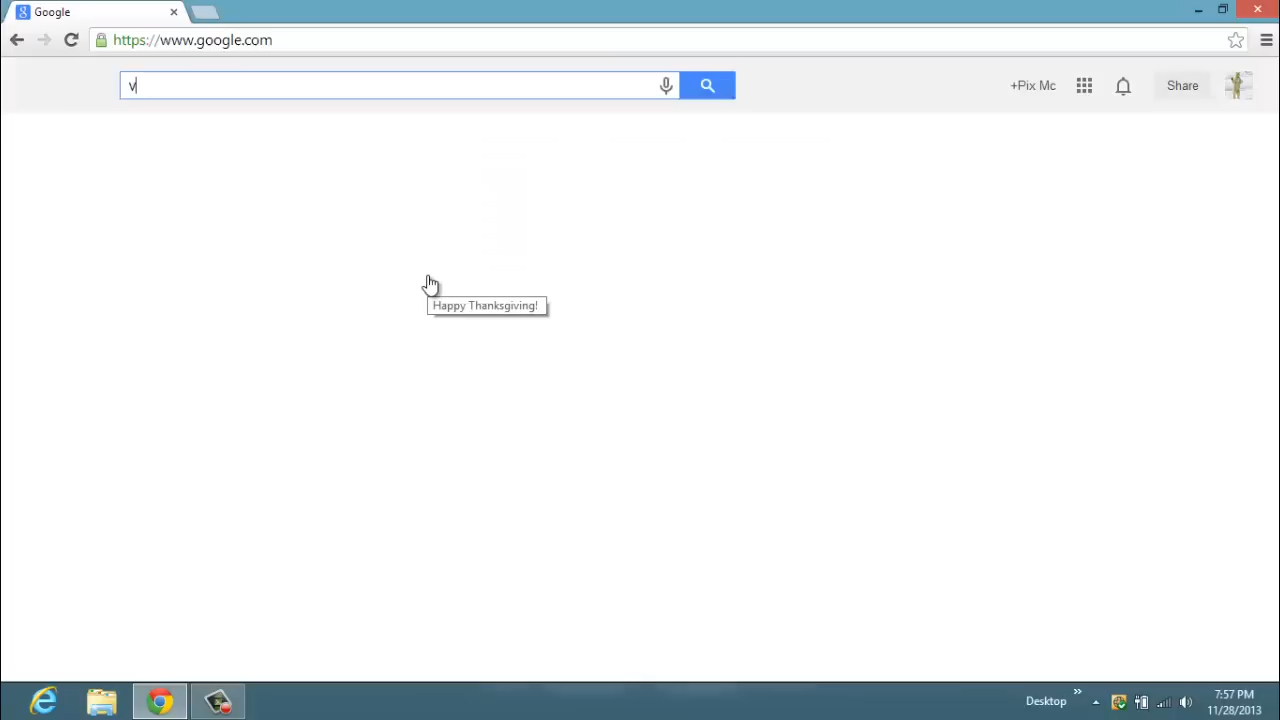 Google
https://www.google.com
v
+Pix Mc
Share
Happy Thanksgiving!
Desktop
7:57 PM
11/28/2013